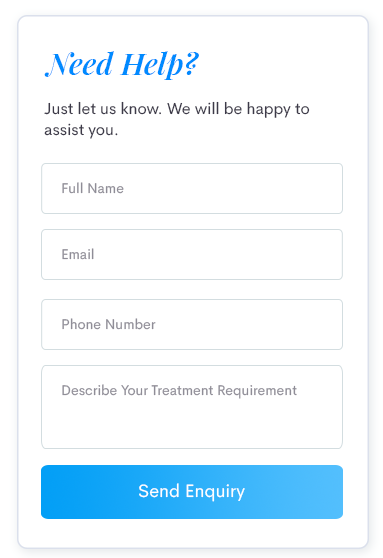 Need Help?
Just let us know. We will be happy to
assist you.
Full Name
Email
Phone Number
Describe Your Treatment Requirement
Send Enquiry